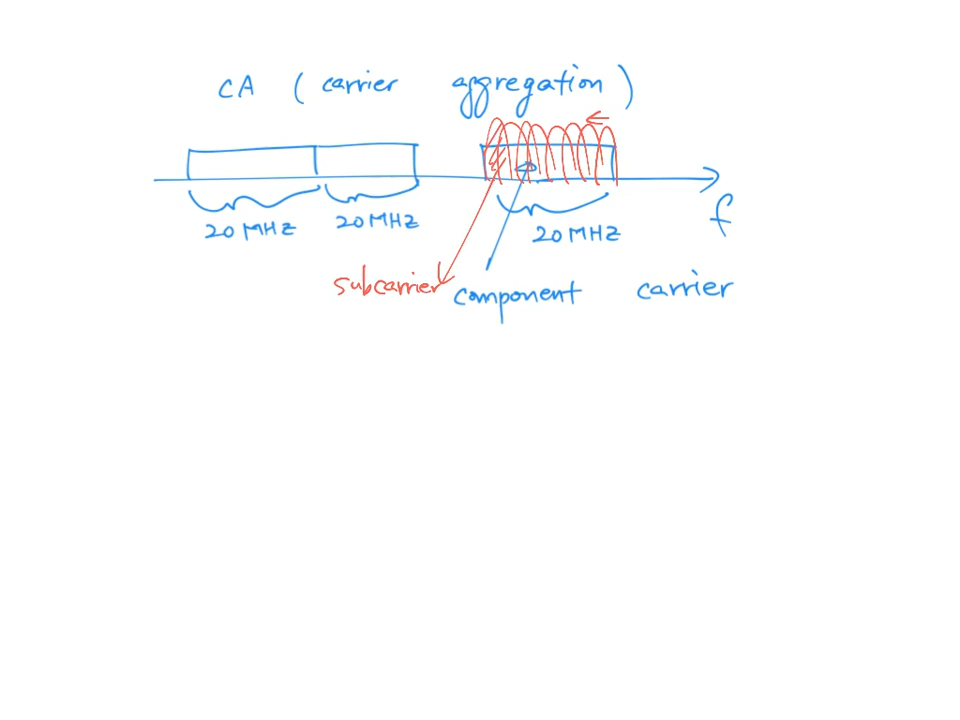 CA ( carrier aggregation )
20 MHZ 20 MHZ 20 MHZ f
subcarrier component carrier